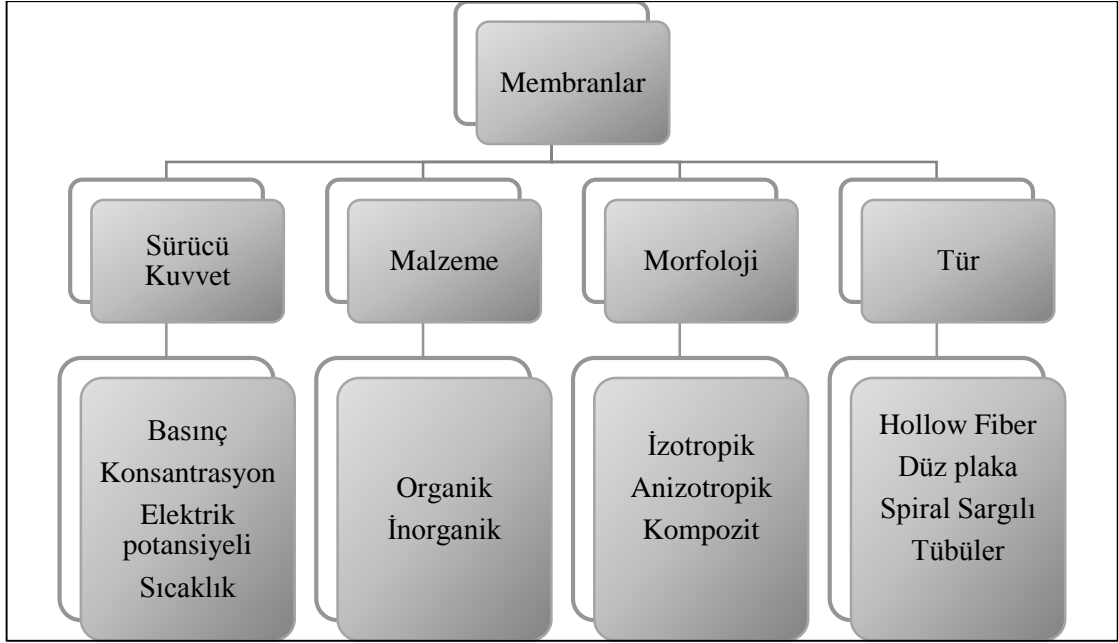 Membranlar
Sürücü
Kuvvet
Malzeme
Morfoloji
Tür
Basınç
Konsantrasyon
Elektrik
potansiyeli
Sıcaklık
Organik
İnorganik
İzotropik
Anizotropik
Kompozit
Hollow Fiber
Düz plaka
Spiral Sargılı
Tübüler